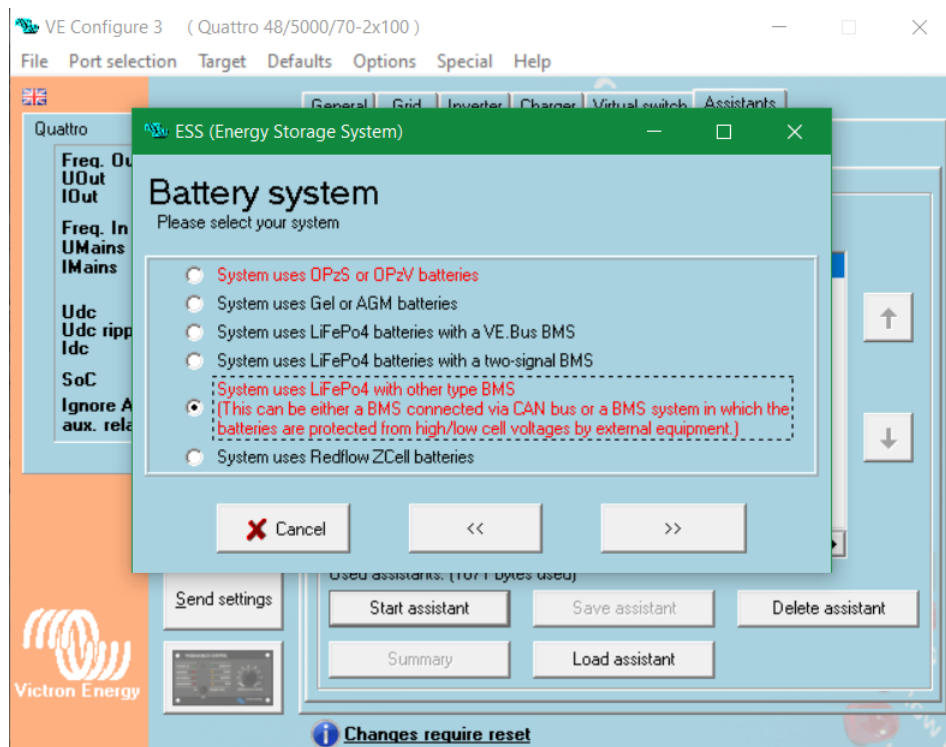 VE Configure 3 ( Quattro 48/5000/70-2x100 )
File Port selection Target Defaults Options Special Help
General Grid Inverter Charger Virtual switch Assistants
Quattro
ESS (Energy Storage System)
Freq.
UOut
IOut
Freq. In
UMains
IMains
Udc
Udc
Idc
SoC
Ignore
aux.
Battery system
Please select your system
System uses OPzS or OPzV batteries
System uses Gel or AGM batteries
System uses LiFePo4 batteries with a VE.Bus BMS
System uses LiFePo4 batteries with a two-signal BMS
System uses LiFePo4 with other type BMS
(This can be either a BMS connected via CAN bus or a BMS system in which the
batteries are protected from high/low cell voltages by external equipment.)
System uses Redflow ZCell batteries
Cancel << >>
Used assistants: (1071 bytes used)
Send settings
Start assistant Save assistant Delete assistant
Summary Load assistant
Victron Energy
Changes require reset